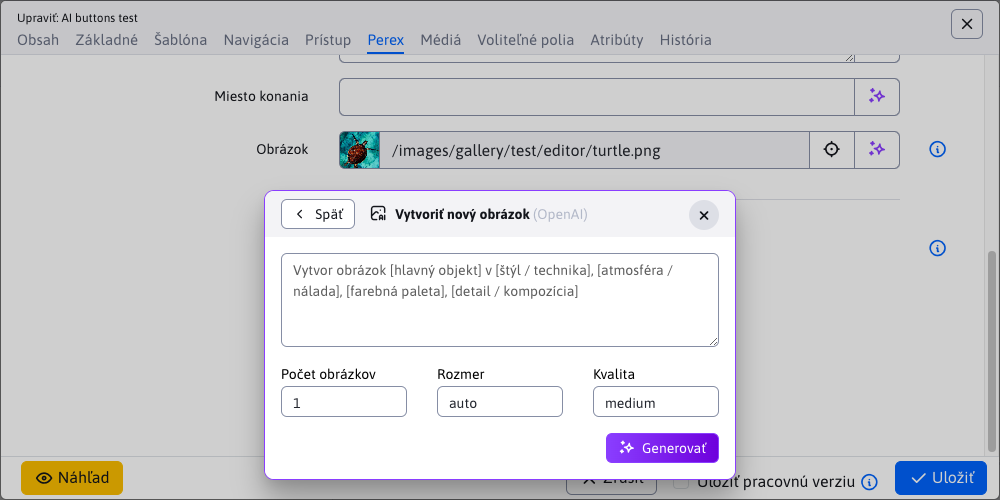 Upraviť: AI buttons test
Obsah Základné Šablóna Navigácia Prístup Perex Médiá Voliteľné polia Atribúty História
Miesto konania
Obrázok /images/gallery/test/editor/turtle.png
Späť AI Vytvoriť nový obrázok (OpenAI)
Vytvor obrázok [hlavný objekt] v [štýl / technika], [atmosféra /
nálada], [farebná paleta], [detail / kompozícia]
Počet obrázkov Rozmer Kvalita
1 auto medium
Generovať
Náhľad Zrušiť Uložiť pracovnú verziu Uložiť